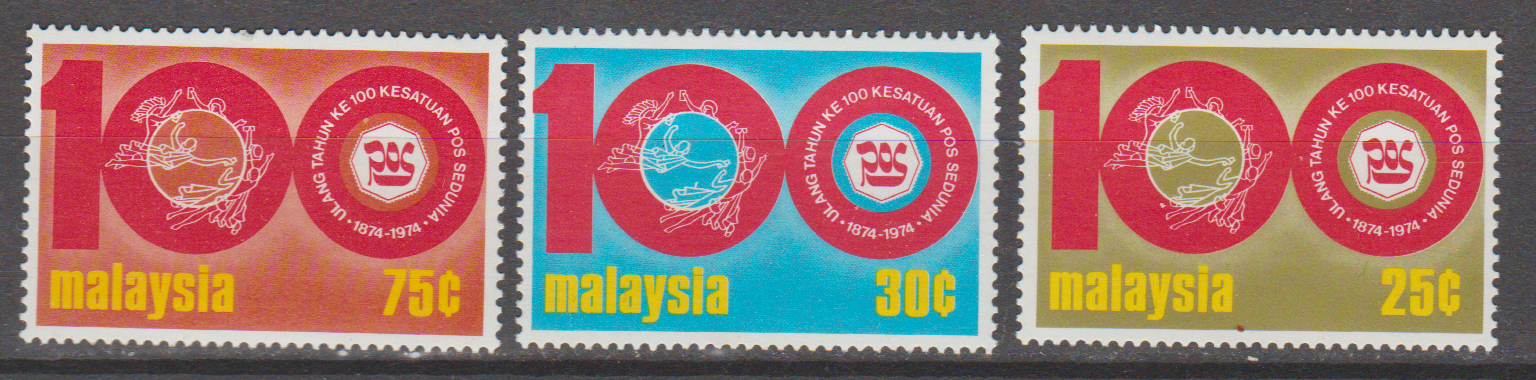 100
ULANG TAHUN KE 100 KESATUAN POS SEDUNIA
• 1874-1974 •
pos
malaysia 75¢
100
ULANG TAHUN KE 100 KESATUAN POS SEDUNIA
• 1874-1974 •
pos
malaysia 30¢
100
ULANG TAHUN KE 100 KESATUAN POS SEDUNIA
• 1874-1974 •
pos
malaysia 25¢